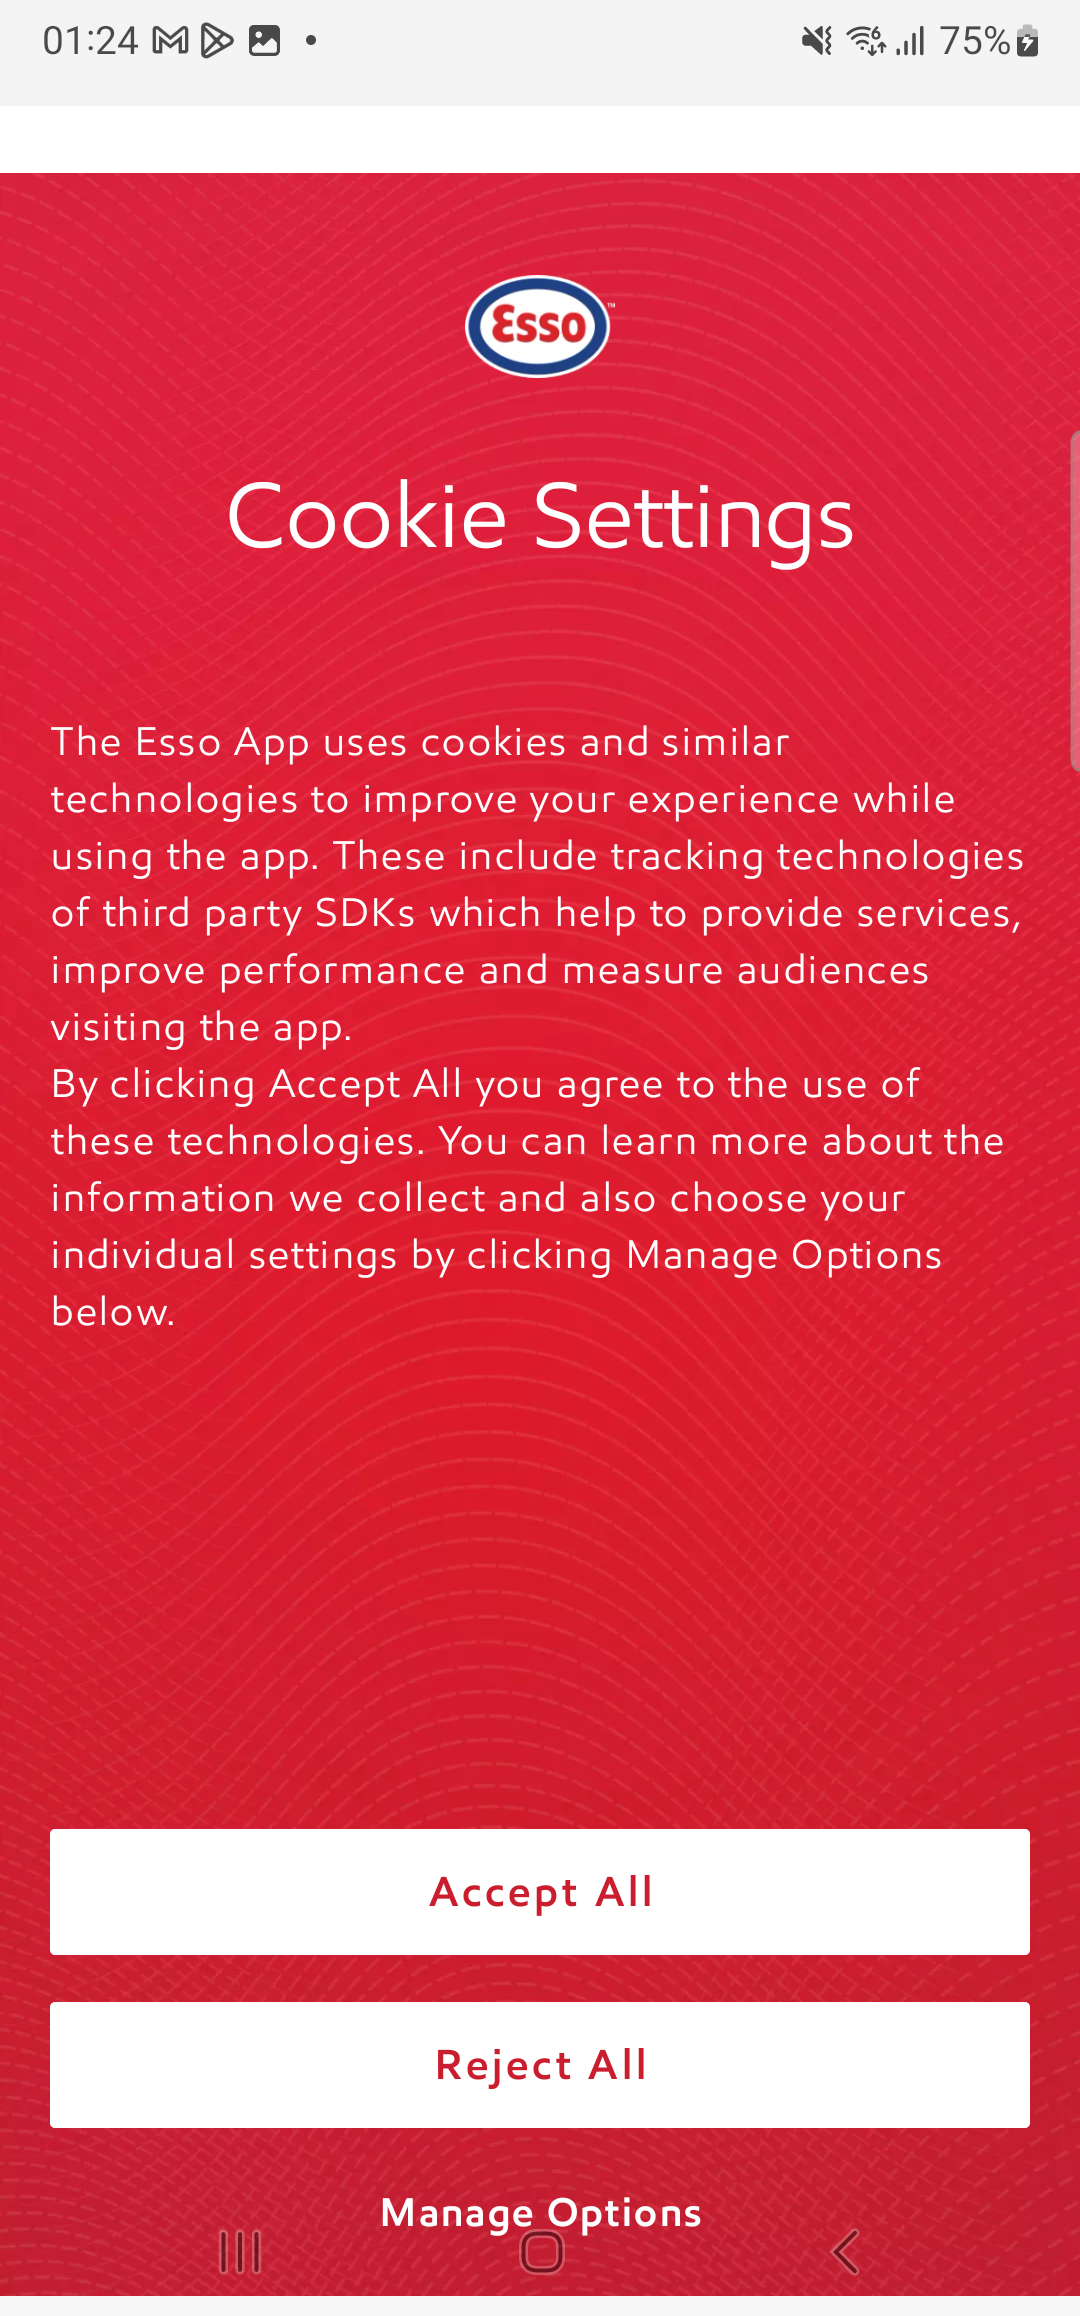 01:24
75%
Esso
TM
Cookie Settings
The Esso App uses cookies and similar
technologies to improve your experience while
using the app. These include tracking technologies
of third party SDKs which help to provide services,
improve performance and measure audiences
visiting the app.
By clicking Accept All you agree to the use of
these technologies. You can learn more about the
information we collect and also choose your
individual settings by clicking Manage Options
below.
Accept All
Reject All
Manage Options